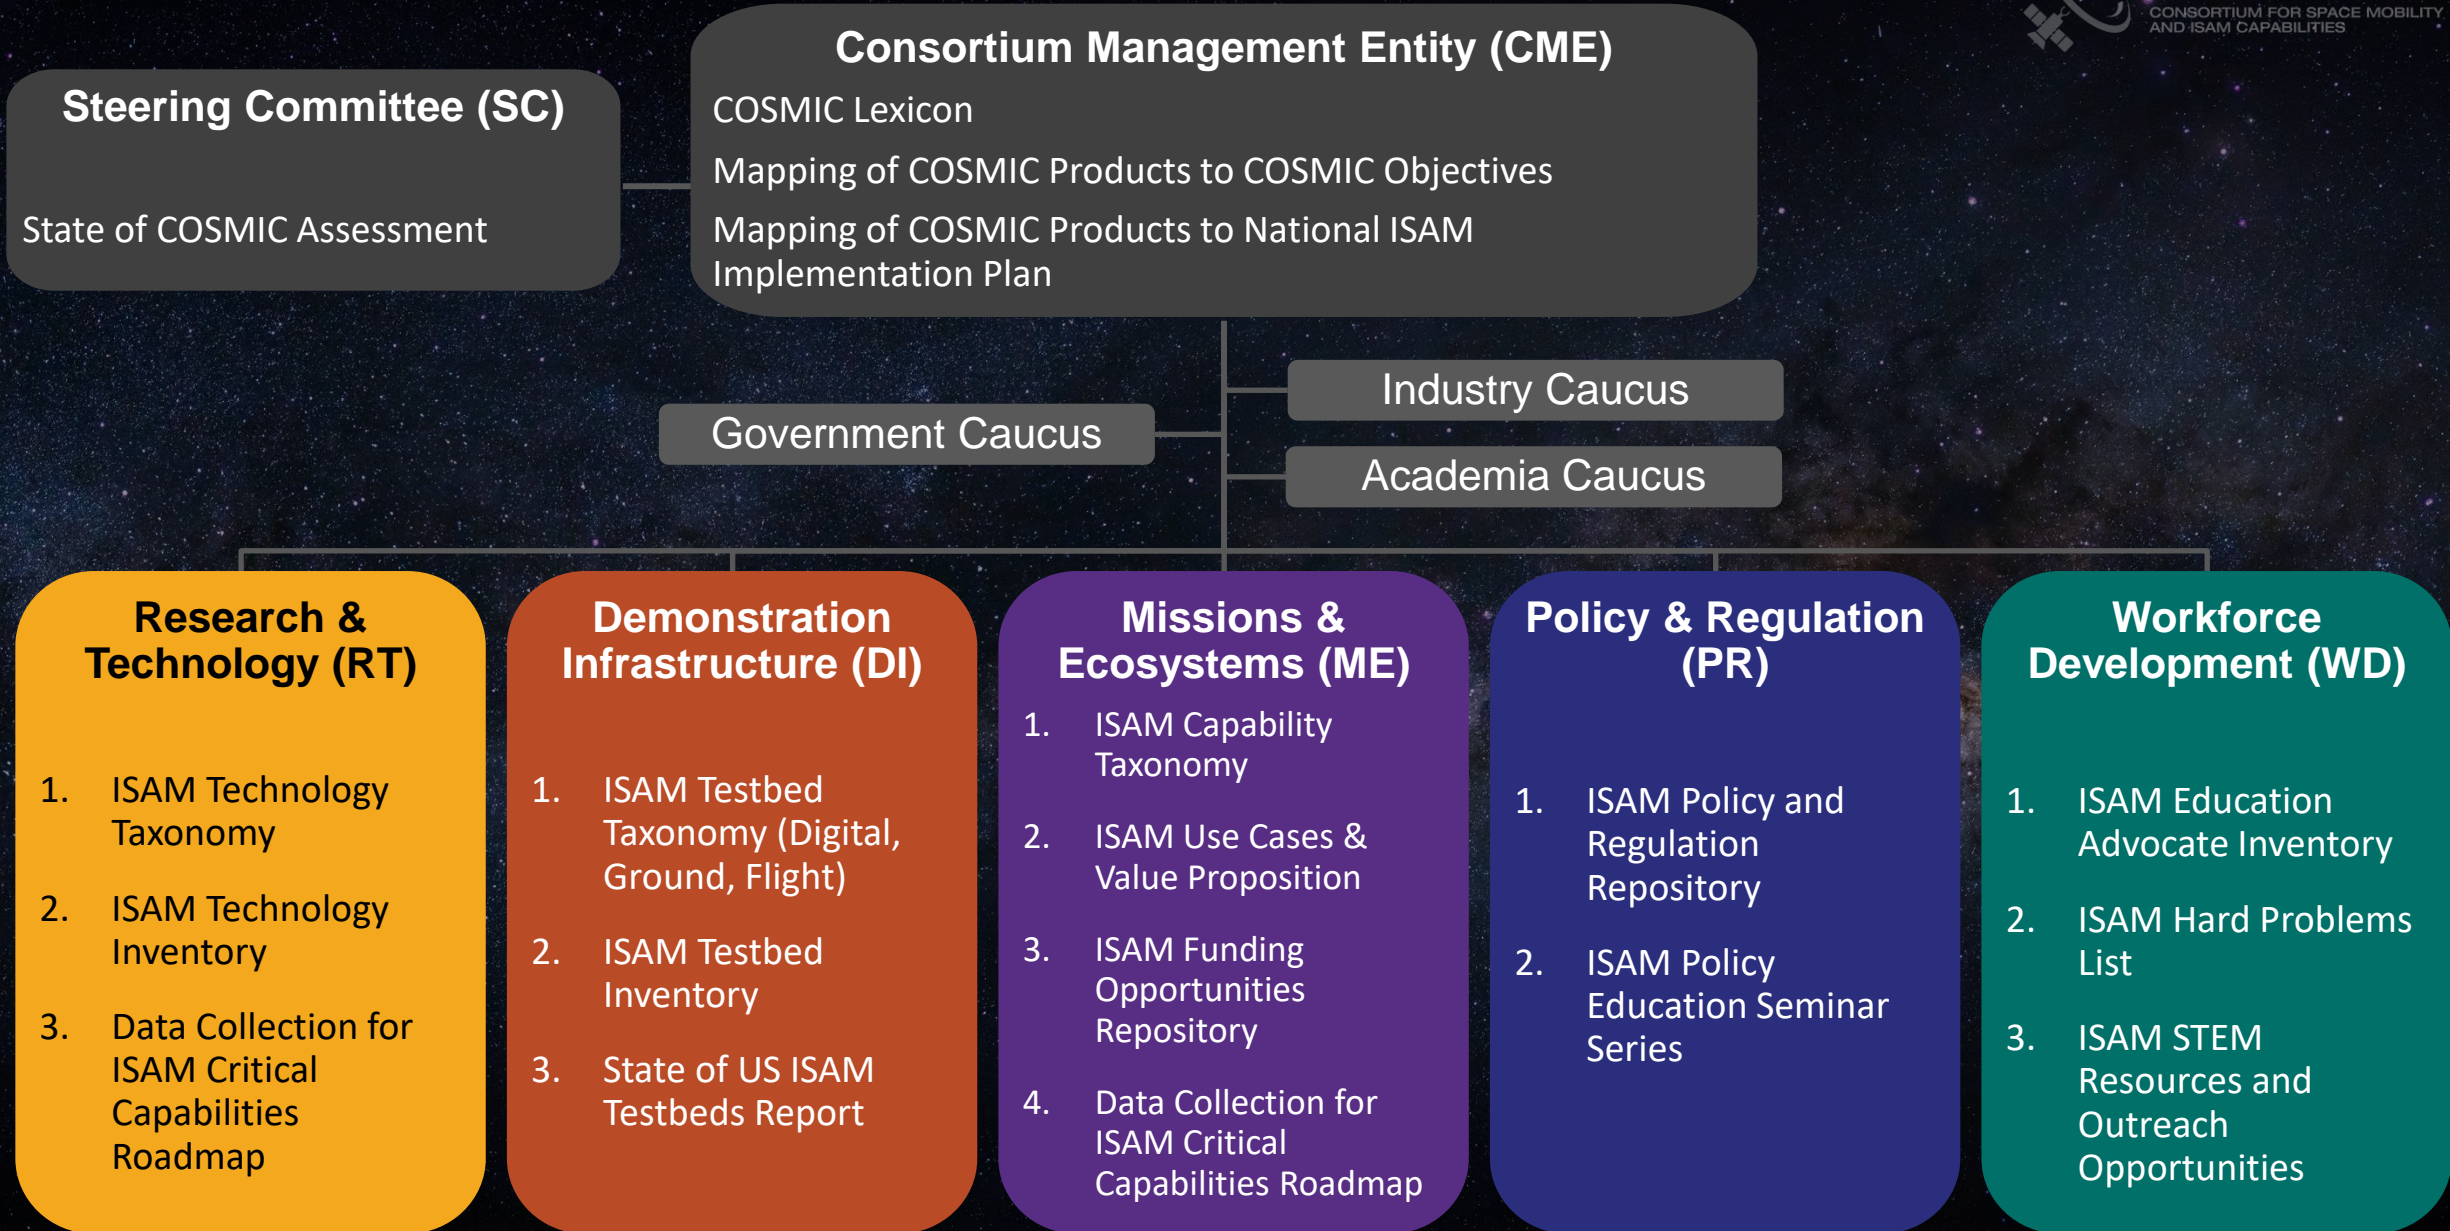 CONSORTIUM FOR SPACE MOBILITY
AND ISAM CAPABILITIES
Consortium Management Entity (CME)
COSMIC Lexicon
Mapping of COSMIC Products to COSMIC Objectives
Mapping of COSMIC Products to National ISAM
Implementation Plan
Steering Committee (SC)
State of COSMIC Assessment
Industry Caucus
Government Caucus
Academia Caucus
Research &
Technology (RT)
1. ISAM Technology
Taxonomy
2. ISAM Technology
Inventory
3. Data Collection for
ISAM Critical
Capabilities
Roadmap
Demonstration
Infrastructure (DI)
1. ISAM Testbed
Taxonomy (Digital,
Ground, Flight)
2. ISAM Testbed
Inventory
3. State of US ISAM
Testbeds Report
Missions &
Ecosystems (ME)
1. ISAM Capability
Taxonomy
2. ISAM Use Cases &
Value Proposition
3. ISAM Funding
Opportunities
Repository
4. Data Collection for
ISAM Critical
Capabilities Roadmap
Policy & Regulation
(PR)
1. ISAM Policy and
Regulation
Repository
2. ISAM Policy
Education Seminar
Series
Workforce
Development (WD)
1. ISAM Education
Advocate Inventory
2. ISAM Hard Problems
List
3. ISAM STEM
Resources and
Outreach
Opportunities